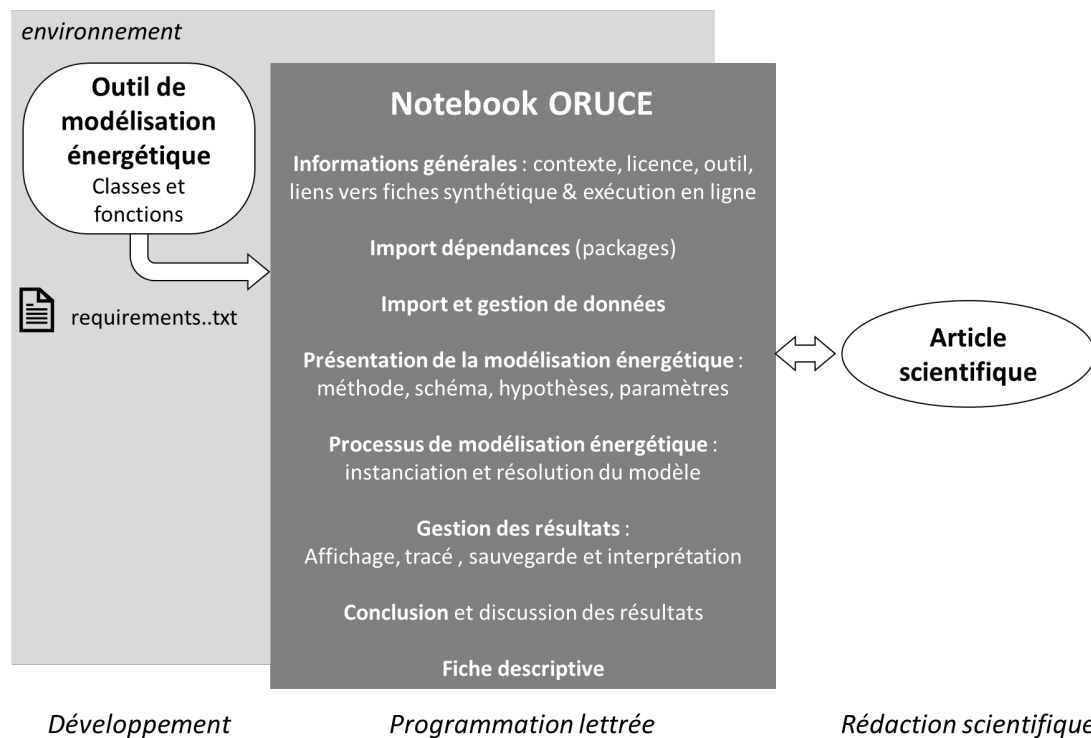 environnement
Outil de
modélisation
énergétique
Classes et
fonctions
requirements..txt
Notebook ORUCE
Informations générales : contexte, licence, outil,
liens vers fiches synthétique & exécution en ligne
Import dépendances (packages)
Import et gestion de données
Présentation de la modélisation énergétique :
méthode, schéma, hypothèses, paramètres
Processus de modélisation énergétique :
instanciation et résolution du modèle
Gestion des résultats :
Affichage, tracé , sauvegarde et interprétation
Conclusion et discussion des résultats
Fiche descriptive
Article
scientifique
Développement
Programmation lettrée
Rédaction scientifique